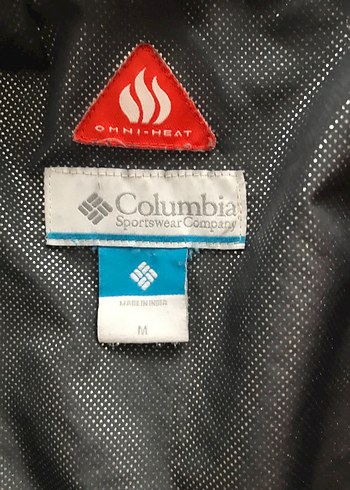 OMNI-HEAT
Columbia
Sportswear Company
MADE IN INDIA
M